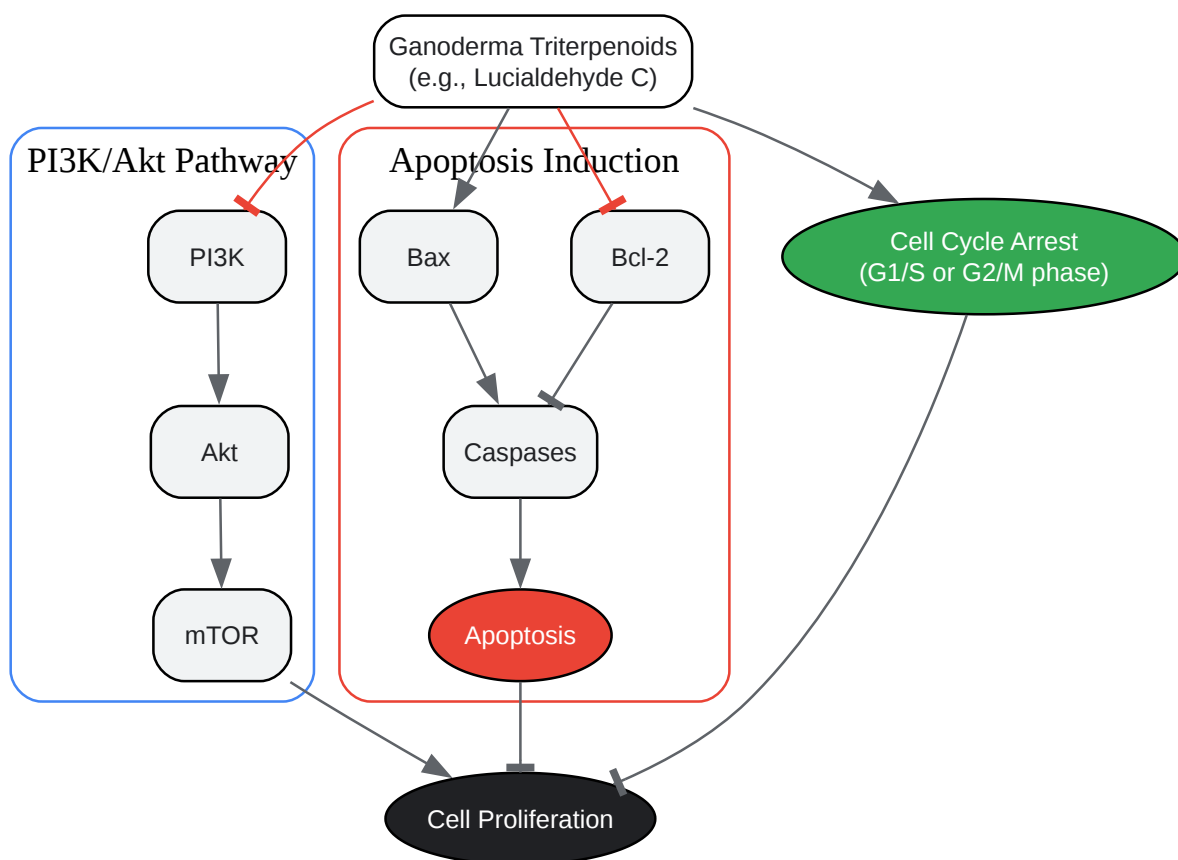 Ganoderma Triterpenoids
(e.g., Lucialdehyde C)
PI3K/Akt Pathway
Apoptosis Induction
PI3K
Bax
Bcl-2
Cell Cycle Arrest
(G1/S or G2/M phase)
Akt
Caspases
mTOR
Apoptosis
Cell Proliferation